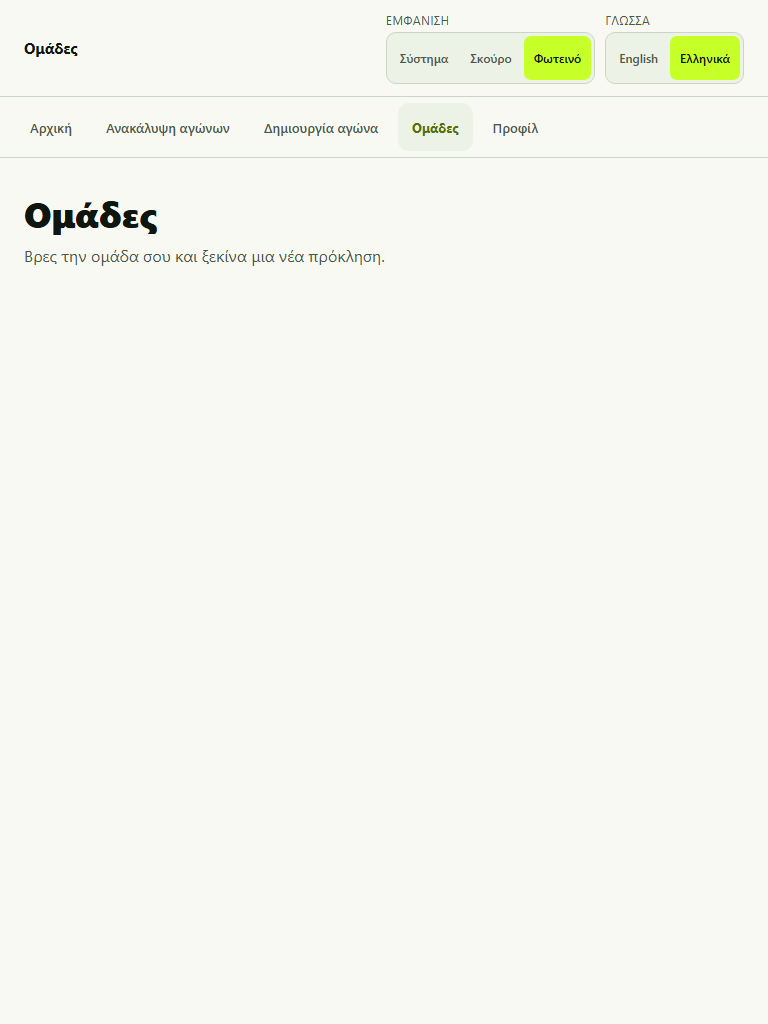 Ομάδες
ΕΜΦΑΝΙΣΗ
Σύστημα Σκούρο Φωτεινό
ΓΛΩΣΣΑ
English Ελληνικά
Αρχική Ανακάλυψη αγώνων Δημιουργία αγώνα Ομάδες Προφίλ
Ομάδες
Βρες την ομάδα σου και ξεκίνα μια νέα πρόκληση.